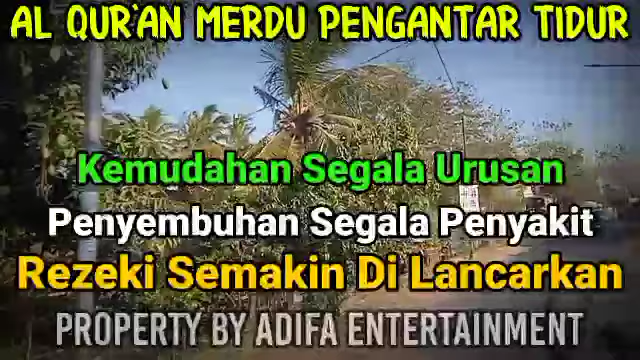 AL QUR'AN MERDU PENGANTAR TIDUR
Kemudahan Segala Urusan
Penyembuhan Segala Penyakit
Rezeki Semakin Di Lancarkan
PROPERTY BY ADIFA ENTERTAINMENT